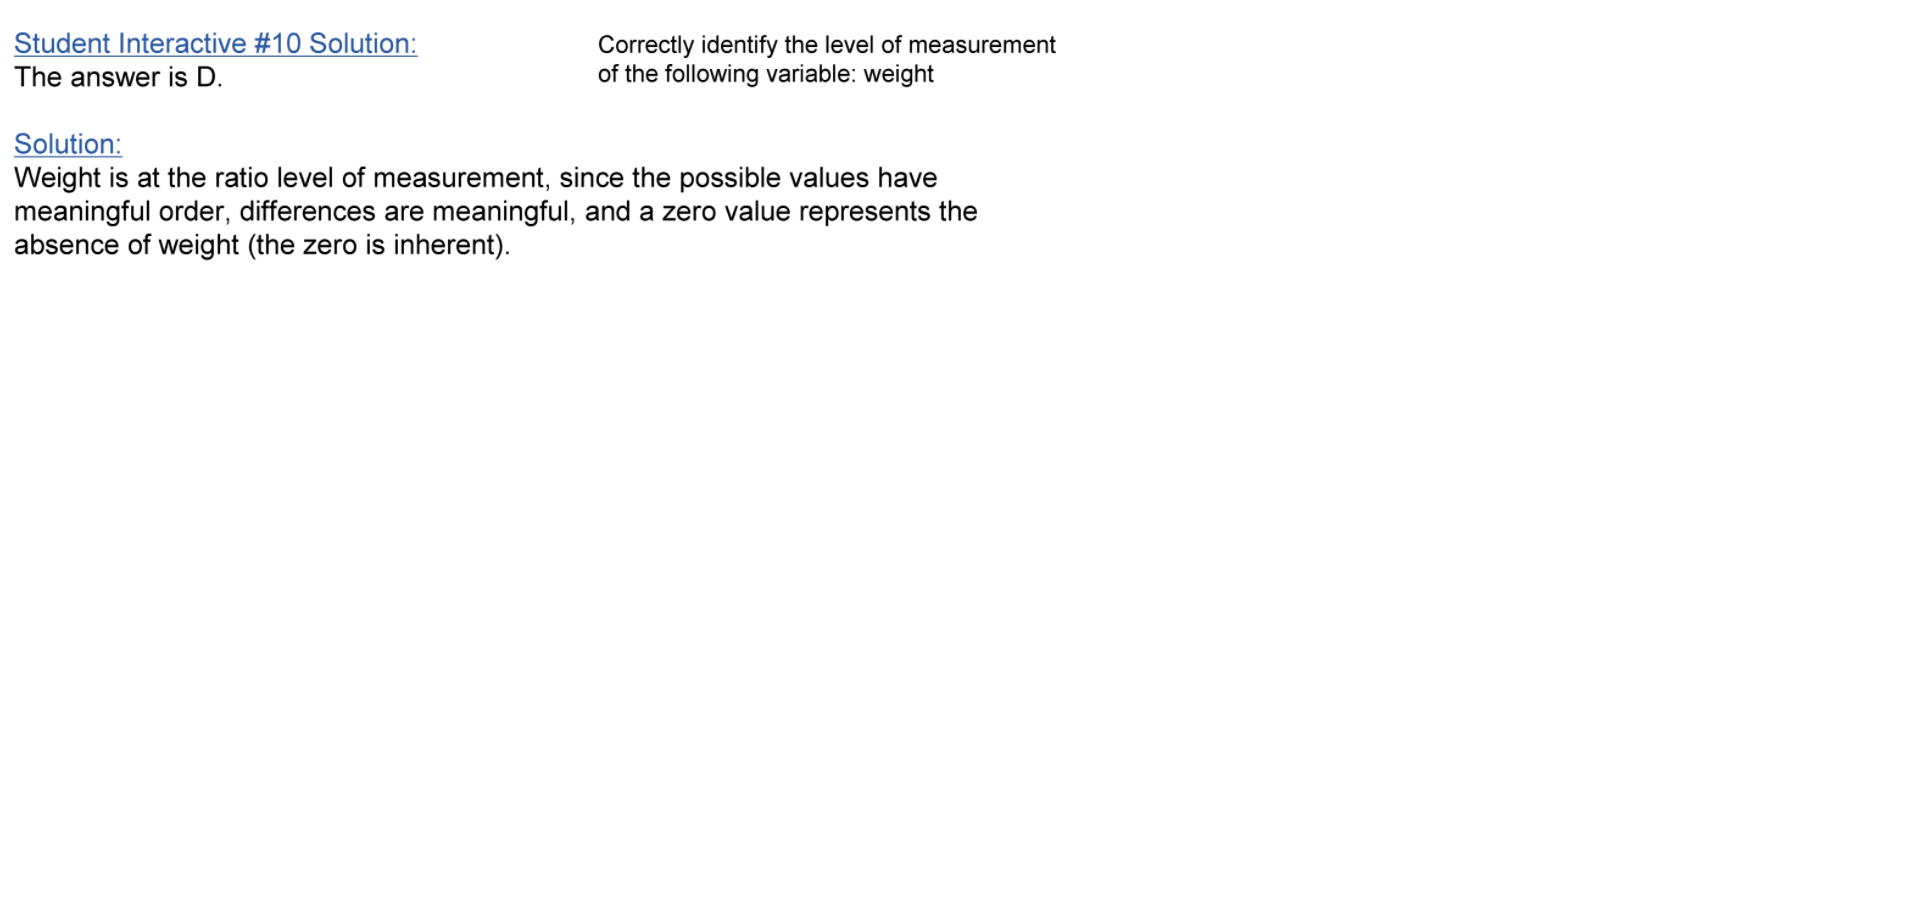 Student Interactive #10 Solution:
The answer is D.
Correctly identify the level of measurement
of the following variable: weight
Solution:
Weight is at the ratio level of measurement, since the possible values have
meaningful order, differences are meaningful, and a zero value represents the
absence of weight (the zero is inherent).